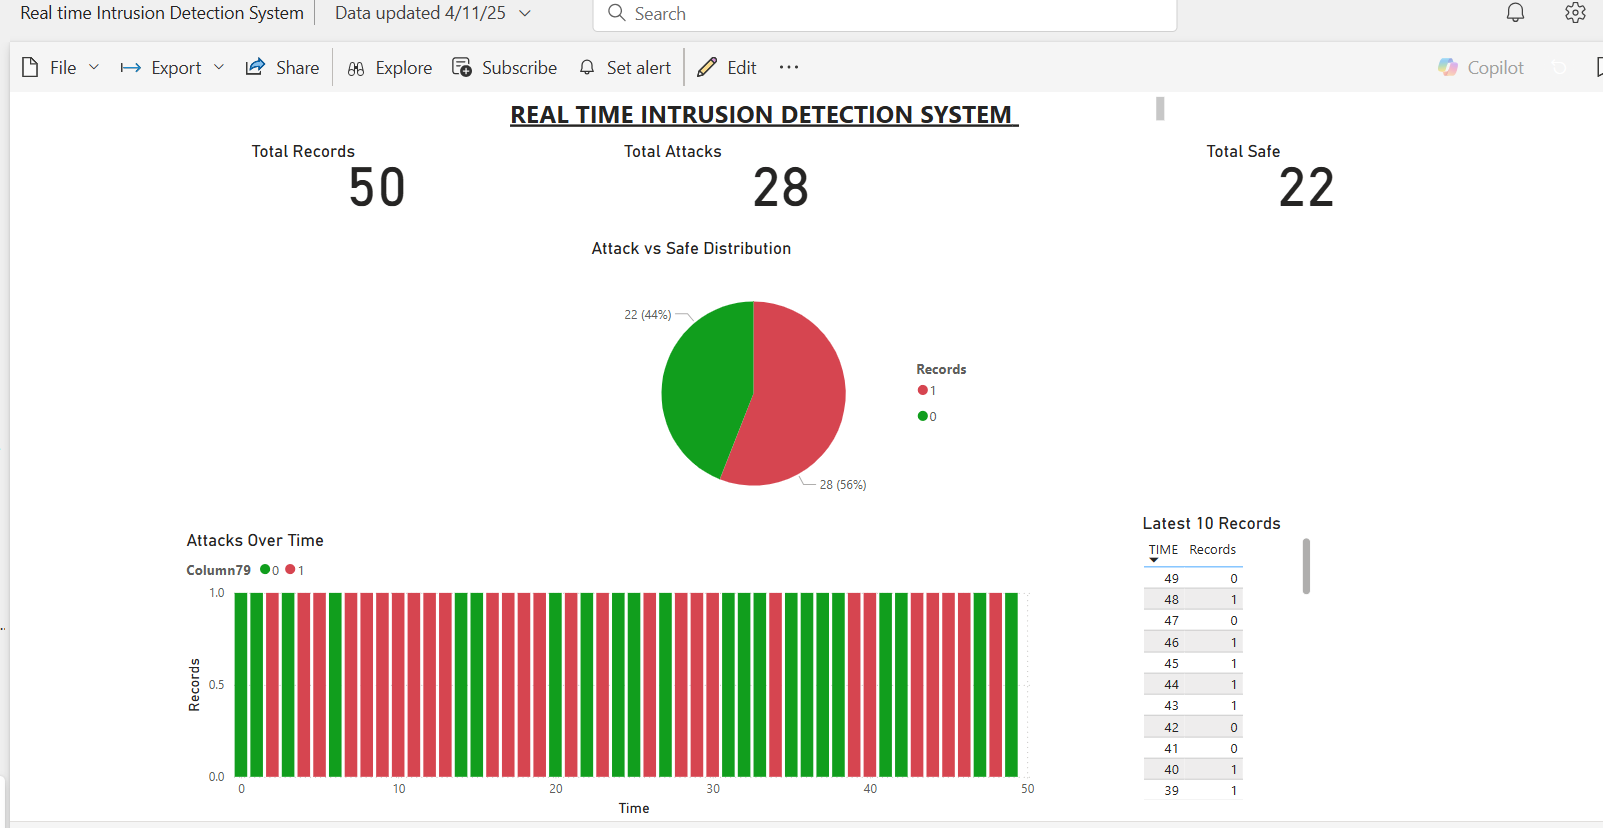 Real time Intrusion Detection System
Data updated 4/11/25
Search
File
Export
Share
Explore
Subscribe
Set alert
Edit
Copilot
REAL TIME INTRUSION DETECTION SYSTEM
Total Records
50
Total Attacks
28
Total Safe
22
Attack vs Safe Distribution
22 (44%)
28 (56%)
Records
1
0
Attacks Over Time
Column79 0 1
Records
1.0
0.5
0.0
0 10 20 30 40 50
Time
Latest 10 Records
TIME Records
49 0
48 1
47 0
46 1
45 1
44 1
43 1
42 0
41 0
40 1
39 1